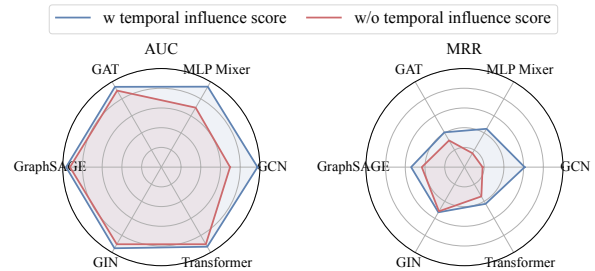 w temporal influence score w/o temporal influence score
AUC MRR
GAT MLP Mixer GAT MLP Mixer
GraphSAGE GCN GraphSAGE GCN
GIN Transformer GIN Transformer